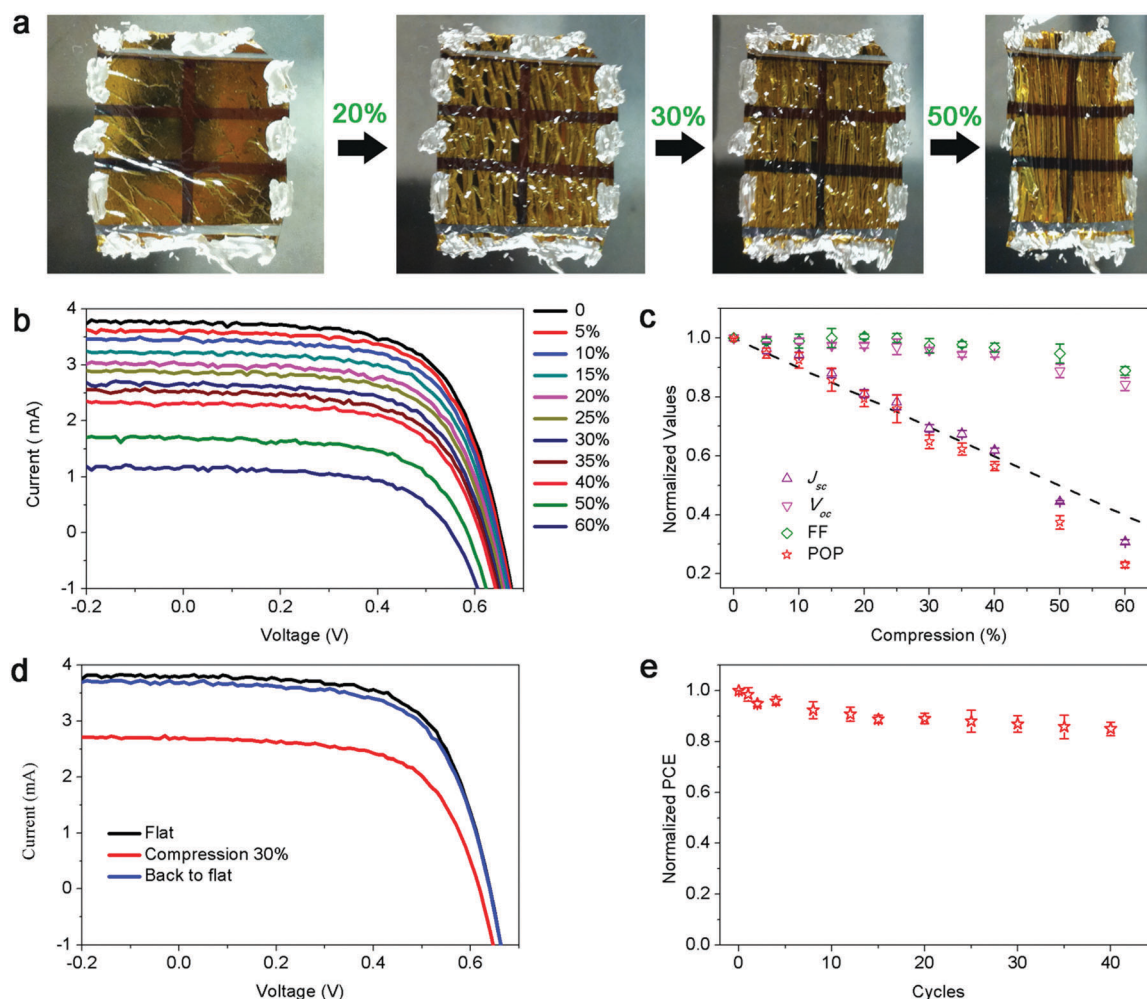 a
20%
30%
50%
b
4
3
2
1
0
-1
Current ( mA)
-0.2
0.0
0.2
0.4
0.6
Voltage (V)
0
5%
10%
15%
20%
25%
30%
35%
40%
50%
60%
c
1.0
0.8
0.6
0.4
0.2
Normalized Values
Jsc
Voc
FF
POP
0
10
20
30
40
50
60
Compression (%)
d
4
3
2
1
0
-1
Current (mA)
Flat
Compression 30%
Back to flat
-0.2
0.0
0.2
0.4
0.6
Voltage (V)
e
1.0
0.8
0.6
0.4
0.2
0.0
Normalized PCE
0
10
20
30
40
Cycles